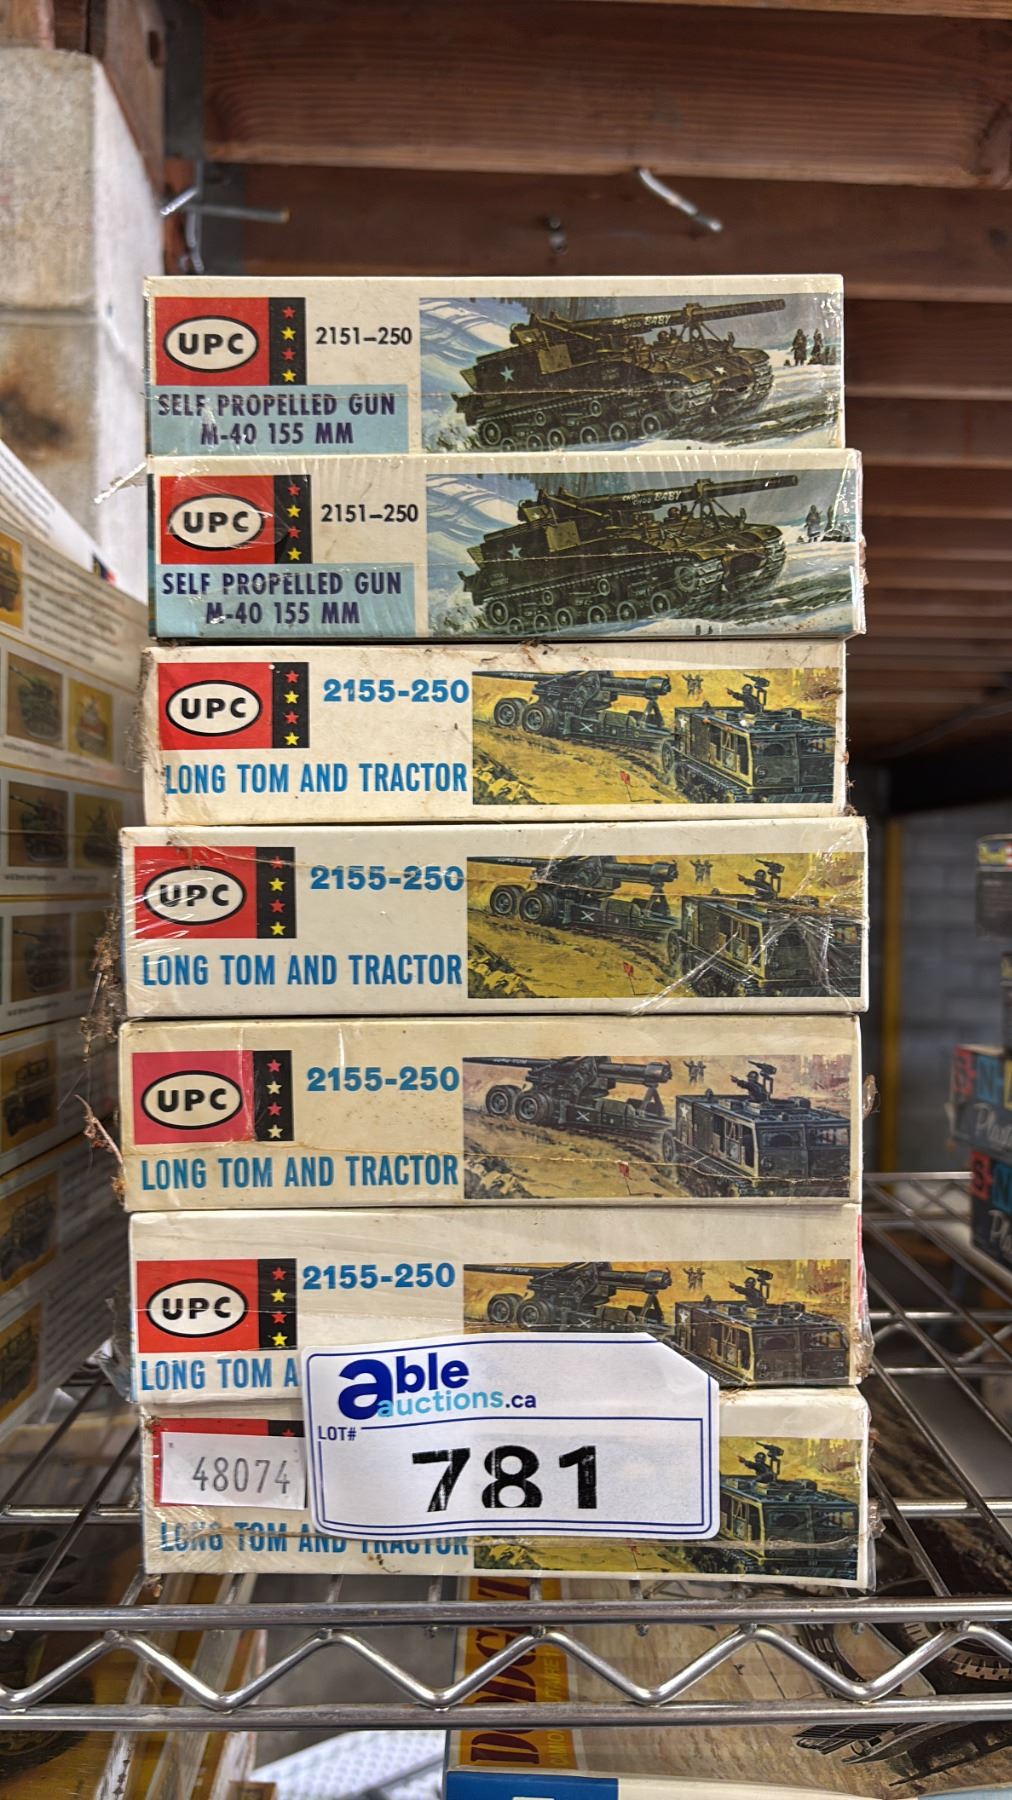 UPC
2151-250
SELF PROPELLED GUN
M-40 155 MM
BABY
UPC
2151-250
SELF PROPELLED GUN
M-40 155 MM
BABY
UPC
2155-250
LONG TOM AND TRACTOR
UPC
2155-250
LONG TOM AND TRACTOR
UPC
2155-250
LONG TOM AND TRACTOR
UPC
2155-250
LONG TOM A
able
auctions.ca
LOT#
781
48074
LONG TOM AND TRACTOR